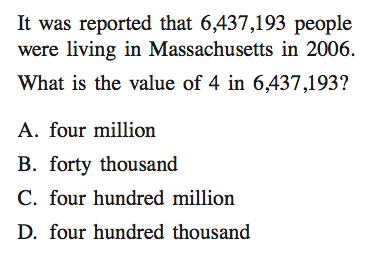 It was reported that 6,437,193 people
were living in Massachusetts in 2006.
What is the value of 4 in 6,437,193?
A. four million
B. forty thousand
C. four hundred million
D. four hundred thousand